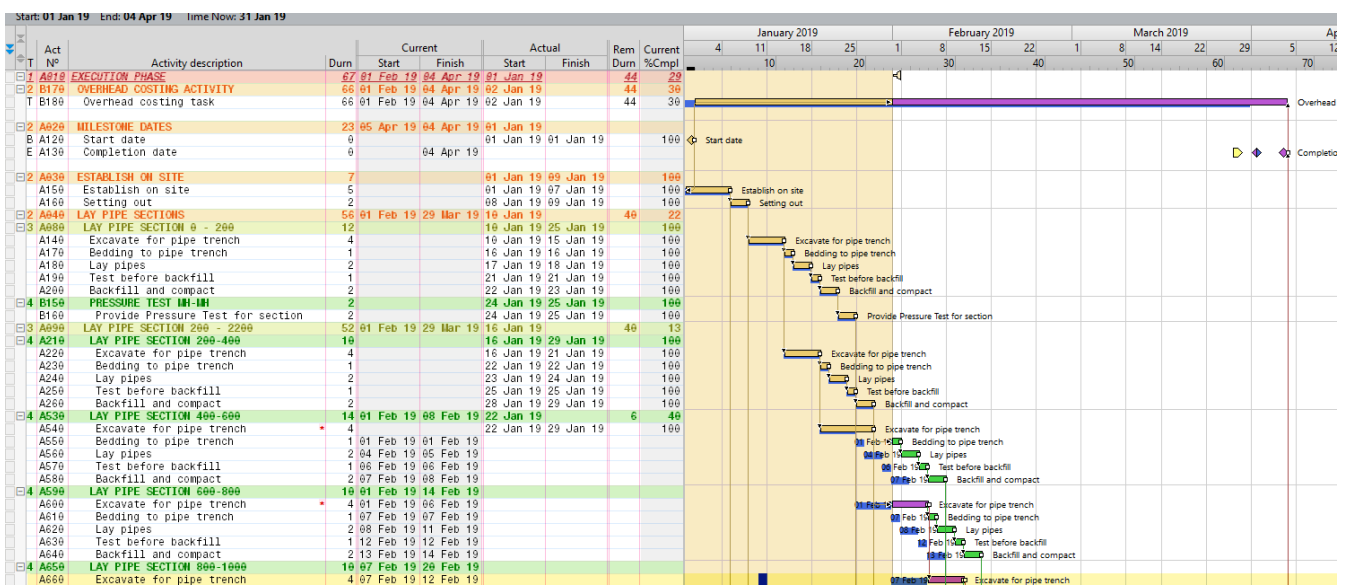 Start: 01 Jan 19 End: 04 Apr 19 Time Now: 31 Jan 19
January 2019 February 2019 March 2019
Current Actual Rem Current
Act 4 11 18 25 1 8 15 22 1 8 14 22 29 5 12
T Nº Activity description Durn Start Finish Start Finish Durn %Cmpl 10 20 30 40 50 60 70
1 A010 EXECUTION PHASE 67 01 Feb 19 04 Apr 19 01 Jan 19 44 29
2 B170 OVERHEAD COSTING ACTIVITY 66 01 Feb 19 04 Apr 19 02 Jan 19 44 30
T B180 Overhead costing task 66 01 Feb 19 04 Apr 19 02 Jan 19 44 30 Overhead
2 A020 MILESTONE DATES 23 05 Apr 19 04 Apr 19 01 Jan 19
B A120 Start date 0 01 Jan 19 01 Jan 19 100 Start date
E A130 Completion date 0 04 Apr 19 Completio
2 A030 ESTABLISH ON SITE 7 01 Jan 19 09 Jan 19 100
A150 Establish on site 5 01 Jan 19 07 Jan 19 100 Establish on site
A160 Setting out 2 08 Jan 19 09 Jan 19 100 Setting out
2 A040 LAY PIPE SECTIONS 56 01 Feb 19 29 Mar 19 10 Jan 19 40 22
3 A080 LAY PIPE SECTION 0 - 200 12 10 Jan 19 25 Jan 19 100
A140 Excavate for pipe trench 4 10 Jan 19 15 Jan 19 100 Excavate for pipe trench
A170 Bedding to pipe trench 1 16 Jan 19 16 Jan 19 100 Bedding to pipe trench
A180 Lay pipes 2 17 Jan 19 18 Jan 19 100 Lay pipes
A190 Test before backfill 1 21 Jan 19 21 Jan 19 100 Test before backfill
A200 Backfill and compact 2 22 Jan 19 23 Jan 19 100 Backfill and compact
4 B150 PRESSURE TEST MH-MH 2 24 Jan 19 25 Jan 19 100
B160 Provide Pressure Test for section 2 24 Jan 19 25 Jan 19 100 Provide Pressure Test for section
3 A090 LAY PIPE SECTION 200 - 2200 52 01 Feb 19 29 Mar 19 16 Jan 19 40 13
4 A210 LAY PIPE SECTION 200-400 10 16 Jan 19 29 Jan 19 100
A220 Excavate for pipe trench 4 16 Jan 19 21 Jan 19 100 Excavate for pipe trench
A230 Bedding to pipe trench 1 22 Jan 19 22 Jan 19 100 Bedding to pipe trench
A240 Lay pipes 2 23 Jan 19 24 Jan 19 100 Lay pipes
A250 Test before backfill 1 25 Jan 19 25 Jan 19 100 Test before backfill
A260 Backfill and compact 2 28 Jan 19 29 Jan 19 100 Backfill and compact
4 A530 LAY PIPE SECTION 400-600 14 01 Feb 19 08 Feb 19 22 Jan 19 6 40
A540 Excavate for pipe trench * 4 22 Jan 19 29 Jan 19 100 Excavate for pipe trench
A550 Bedding to pipe trench 1 01 Feb 19 01 Feb 19 01 Feb 19 Bedding to pipe trench
A560 Lay pipes 2 04 Feb 19 05 Feb 19 04 Feb 19 Lay pipes
A570 Test before backfill 1 06 Feb 19 06 Feb 19 06 Feb 19 Test before backfill
A580 Backfill and compact 2 07 Feb 19 08 Feb 19 07 Feb 19 Backfill and compact
4 A590 LAY PIPE SECTION 600-800 10 01 Feb 19 14 Feb 19
A600 Excavate for pipe trench * 4 01 Feb 19 06 Feb 19 01 Feb Excavate for pipe trench
A610 Bedding to pipe trench 1 07 Feb 19 07 Feb 19 07 Feb 19 Bedding to pipe trench
A620 Lay pipes 2 08 Feb 19 11 Feb 19 08 Feb 19 Lay pipes
A630 Test before backfill 1 12 Feb 19 12 Feb 19 12 Feb 19 Test before backfill
A640 Backfill and compact 2 13 Feb 19 14 Feb 19 13 Feb 19 Backfill and compact
4 A650 LAY PIPE SECTION 800-1000 10 07 Feb 19 20 Feb 19
A660 Excavate for pipe trench 4 07 Feb 19 12 Feb 19 07 Feb 19 Excavate for pipe trench